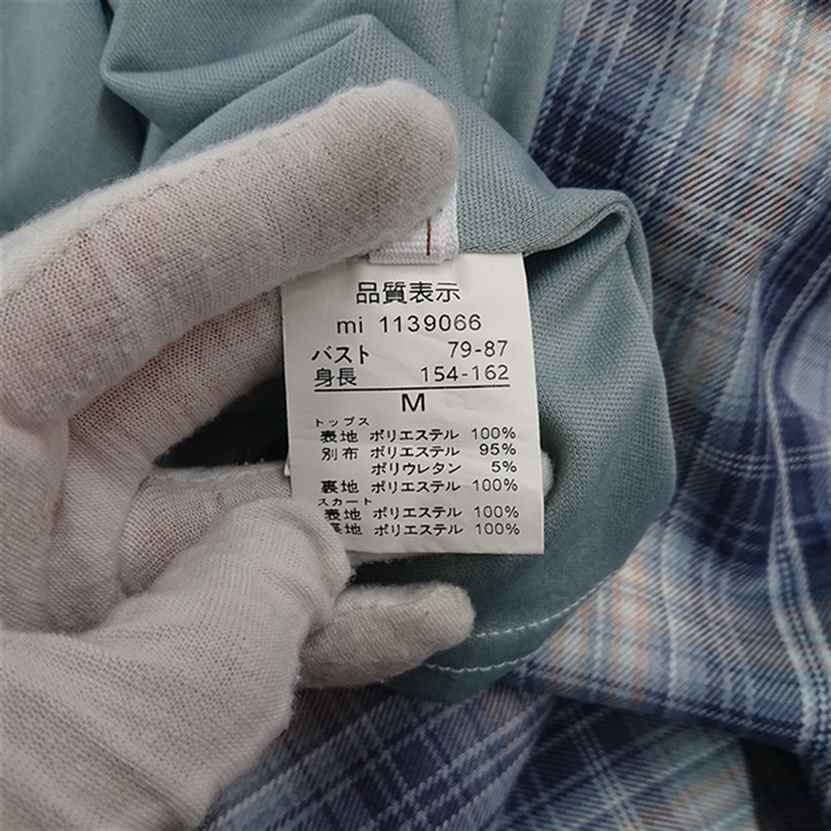 品質表示
mi 1139066
バスト 79-87
身長 154-162
M
トップス
表地 ポリエステル 100%
別布 ポリエステル 95%
ポリウレタン 5%
裏地 ポリエステル 100%
スカート
表地 ポリエステル 100%
裏地 ポリエステル 100%